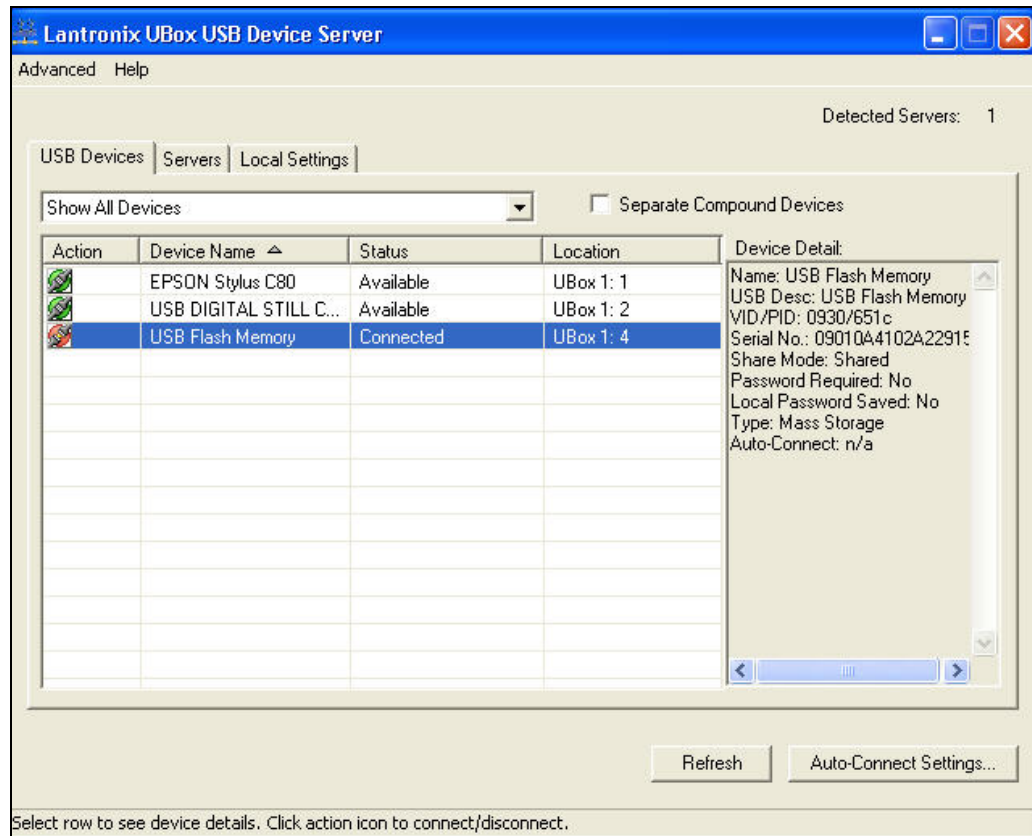 Lantronix UBox USB Device Server
Advanced Help
Detected Servers: 1
USB Devices Servers Local Settings
Show All Devices Separate Compound Devices
Action Device Name Status Location
EPSON Stylus C80 Available UBox 1: 1
USB DIGITAL STILL C... Available UBox 1: 2
USB Flash Memory Connected UBox 1: 4
Device Detail:
Name: USB Flash Memory
USB Desc: USB Flash Memory
VID/PID: 0930/651c
Serial No.: 09010A4102A22915
Share Mode: Shared
Password Required: No
Local Password Saved: No
Type: Mass Storage
Auto-Connect: n/a
Refresh Auto-Connect Settings...
Select row to see device details. Click action icon to connect/disconnect.